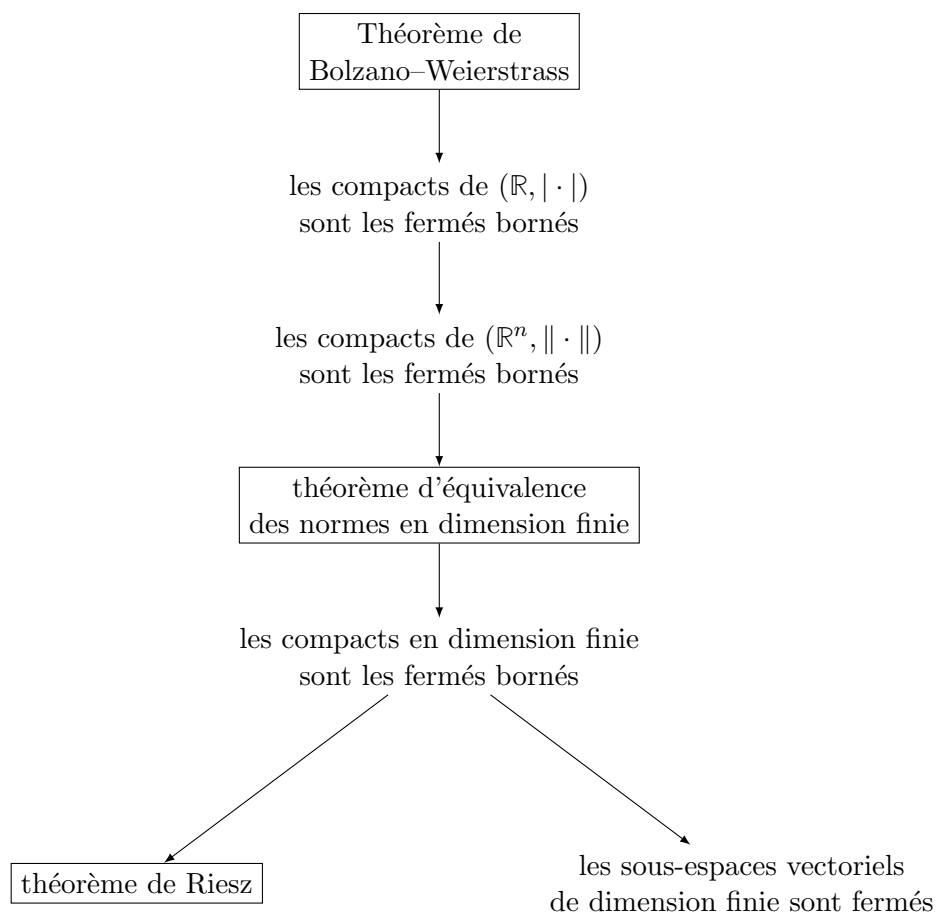 Théorème de
Bolzano–Weierstrass
les compacts de (ℝ, | · |)
sont les fermés bornés
les compacts de (ℝⁿ, ‖ · ‖)
sont les fermés bornés
théorème d'équivalence
des normes en dimension finie
les compacts en dimension finie
sont les fermés bornés
théorème de Riesz
les sous-espaces vectoriels
de dimension finie sont fermés